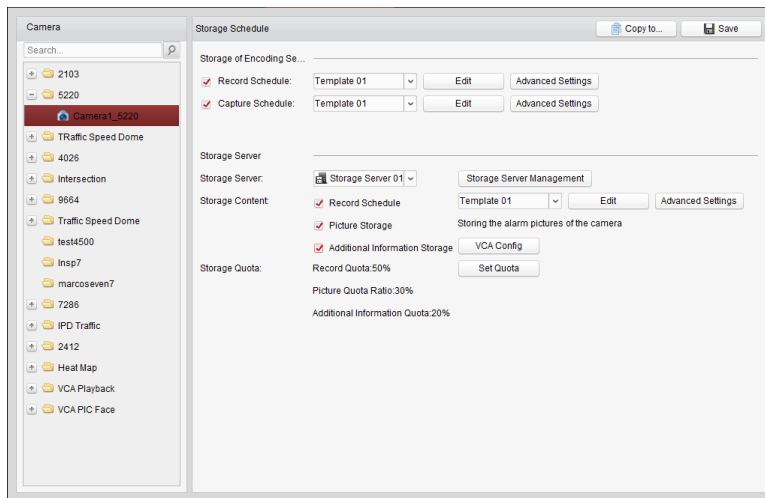 Camera
Search...
2103
5220
Camera1_5220
TRaffic Speed Dome
4026
Intersection
9664
Traffic Speed Dome
test4500
Insp7
marcoseven7
7286
IPD Traffic
2412
Heat Map
VCA Playback
VCA PIC Face
Storage Schedule
Copy to...
Save
Storage of Encoding Se...
Record Schedule: Template 01 Edit Advanced Settings
Capture Schedule: Template 01 Edit Advanced Settings
Storage Server
Storage Server: Storage Server 01 Storage Server Management
Storage Content: Record Schedule Template 01 Edit Advanced Settings
Picture Storage Storing the alarm pictures of the camera
Additional Information Storage VCA Config
Storage Quota: Record Quota:50% Set Quota
Picture Quota Ratio:30%
Additional Information Quota:20%